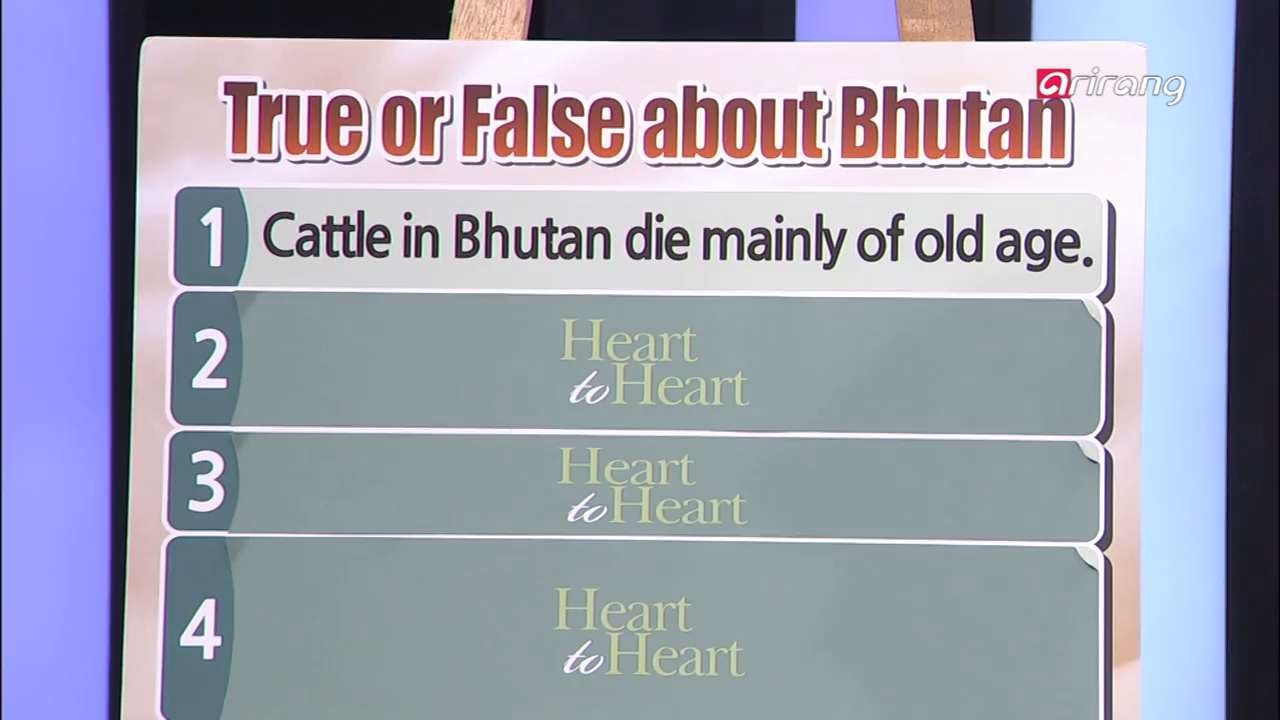 arirang
True or False about Bhutan
1 Cattle in Bhutan die mainly of old age.
2 Heart
to Heart
3 Heart
to Heart
4 Heart
to Heart